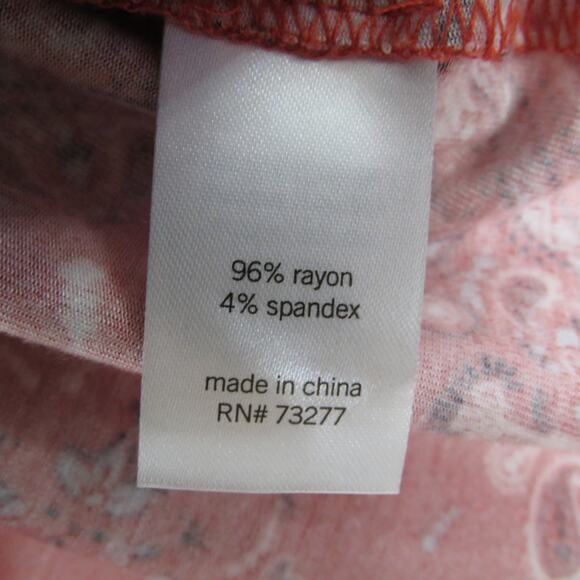 96% rayon
4% spandex
made in china
RN# 73277